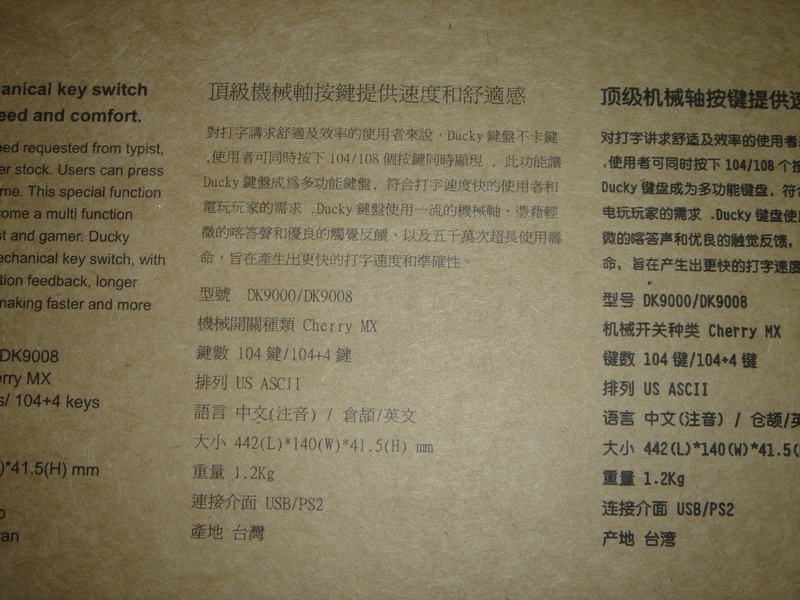 anical key switch
eed and comfort.
eed requested from typist,
er stock. Users can press
me. This special function
come a multi function
st and gamer. Ducky
echanical key switch, with
tion feedback, longer
making faster and more
DK9008
erry MX
s/ 104+4 keys
)*41.5(H) mm
頂級機械軸按鍵提供速度和舒適感
對打字講求舒適及效率的使用者來說，Ducky 鍵盤不卡鍵
,使用者可同時按下 104/108 個按鍵同時顯現 , 此功能讓
Ducky 鍵盤成爲多功能鍵盤, 符合打字速度快的使用者和
電玩玩家的需求 .Ducky 鍵盤使用一流的機械軸，憑藉輕
微的喀答聲和優良的觸覺反饋，以及五千萬次超長使用壽
命，旨在產生出更快的打字速度和準確性。
型號 DK9000/DK9008
機械開關種類 Cherry MX
鍵數 104 鍵/104+4 鍵
排列 US ASCII
語言 中文(注音) / 倉頡/英文
大小 442(L)*140(W)*41.5(H) mm
重量 1.2Kg
連接介面 USB/PS2
產地 台灣
顶级机械轴按键提供速
对打字讲求舒适及效率的使用者
,使用者可同时按下 104/108 个按
Ducky 键盘成为多功能键盘, 符合
电玩玩家的需求 .Ducky 键盘使
微的喀答声和优良的触觉反馈，
命，旨在产生出更快的打字速度
型号 DK9000/DK9008
机械开关种类 Cherry MX
键数 104 键/104+4 键
排列 US ASCII
语言 中文(注音) / 仓颉/英
大小 442(L)*140(W)*41.5(
重量 1.2Kg
连接介面 USB/PS2
产地 台湾